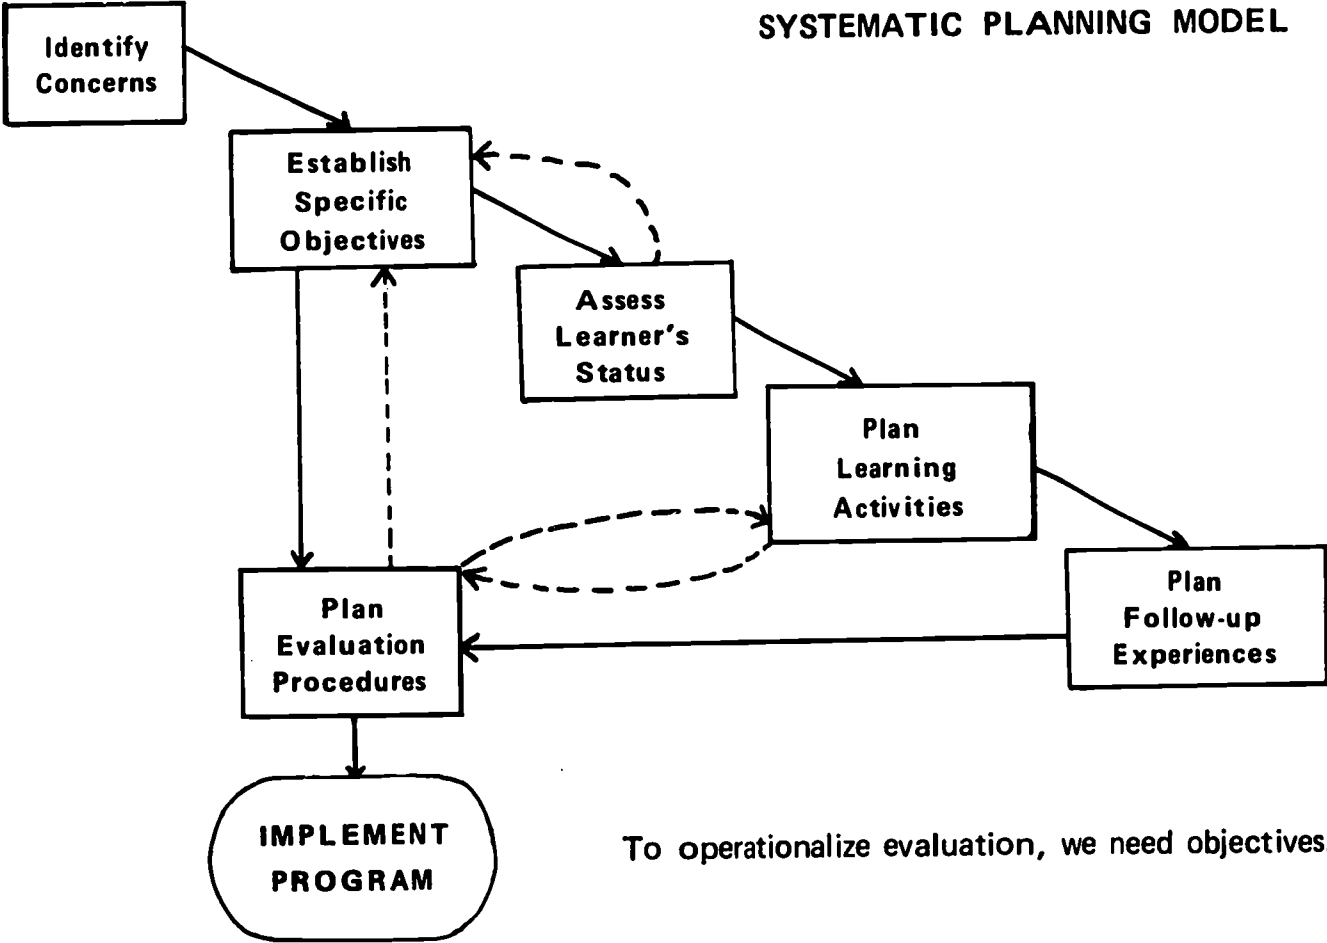 SYSTEMATIC PLANNING MODEL
Identify
Concerns
Establish
Specific
Objectives
Assess
Learner's
Status
Plan
Learning
Activities
Plan
Follow-up
Experiences
Plan
Evaluation
Procedures
IMPLEMENT
PROGRAM
To operationalize evaluation, we need objectives